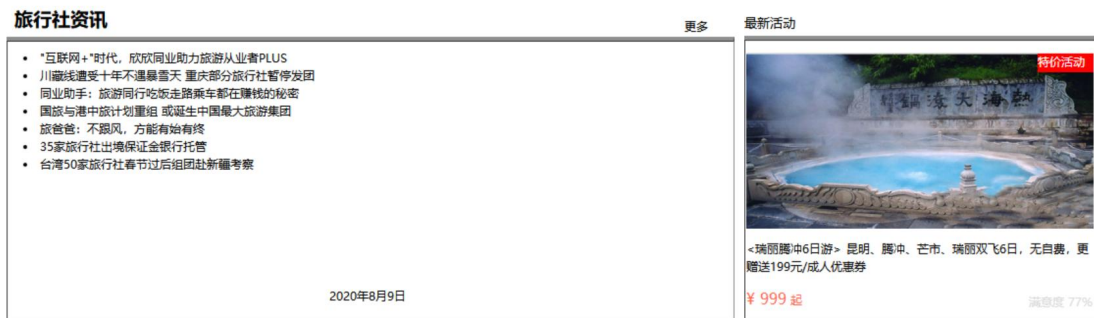 旅行社资讯
更多
"互联网+"时代，欣欣同业助力旅游从业者PLUS
川藏线遭受十年不遇暴雪天 重庆部分旅行社暂停发团
同业助手：旅游同行吃饭走路乘车都在赚钱的秘密
国旅与港中旅计划重组 或诞生中国最大旅游集团
旅爸爸：不跟风，方能有始有终
35家旅行社出境保证金银行托管
台湾50家旅行社春节过后组团赴新疆考察
2020年8月9日
最新活动
特价活动
熱海大滚鍋
<瑞丽腾冲6日游> 昆明、腾冲、芒市、瑞丽双飞6日，无自费，更
赠送199元/成人优惠券
¥ 999 起
满意度 77%